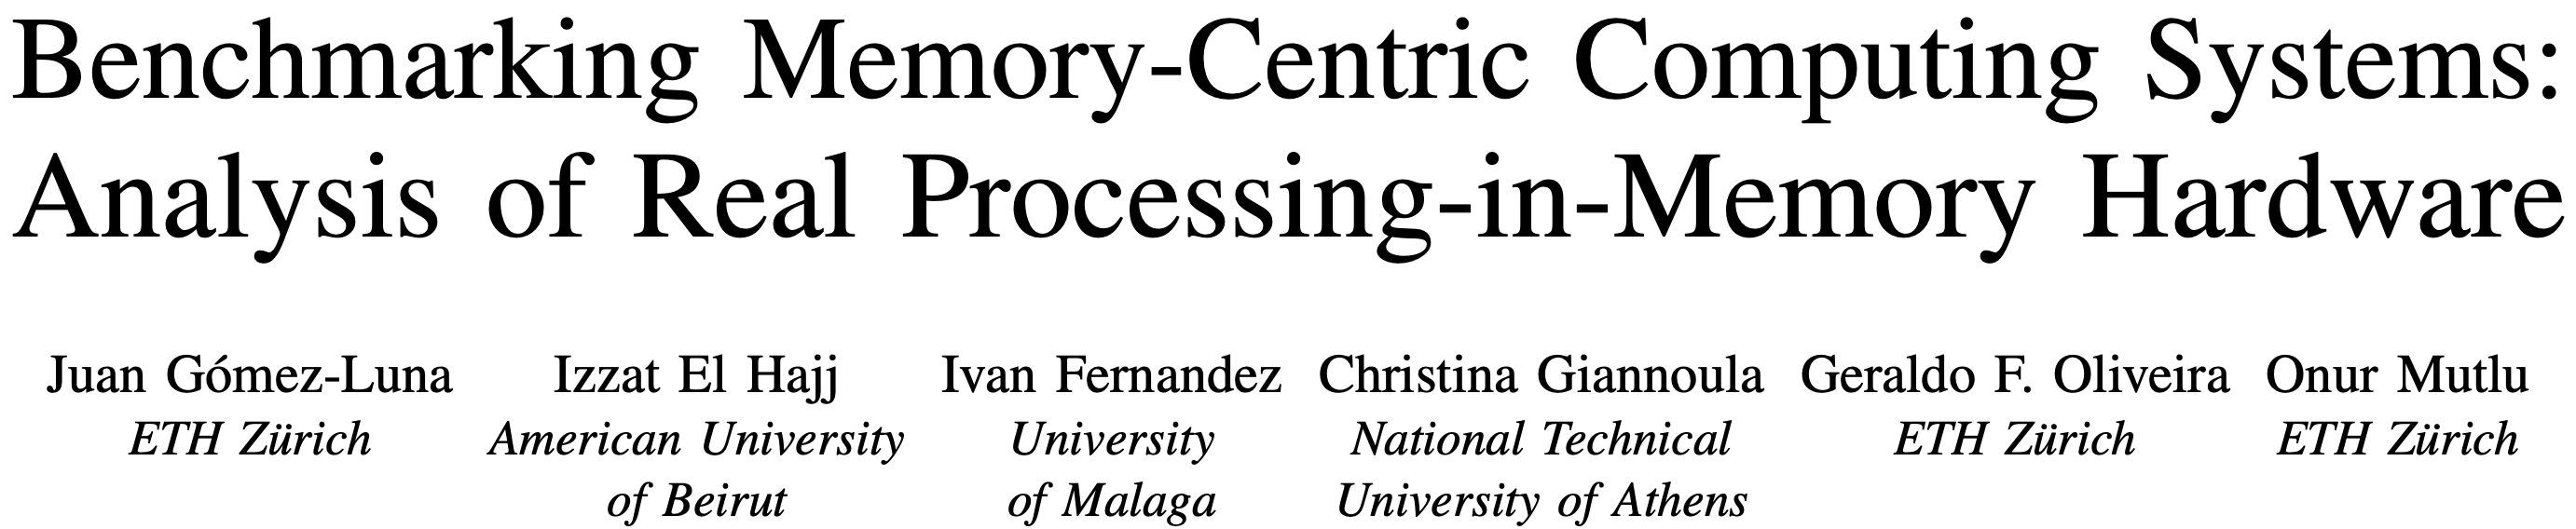 Benchmarking Memory-Centric Computing Systems:
Analysis of Real Processing-in-Memory Hardware
Juan Gómez-Luna Izzat El Hajj Ivan Fernandez Christina Giannoula Geraldo F. Oliveira Onur Mutlu
ETH Zürich American University University National Technical ETH Zürich ETH Zürich
of Beirut of Malaga University of Athens